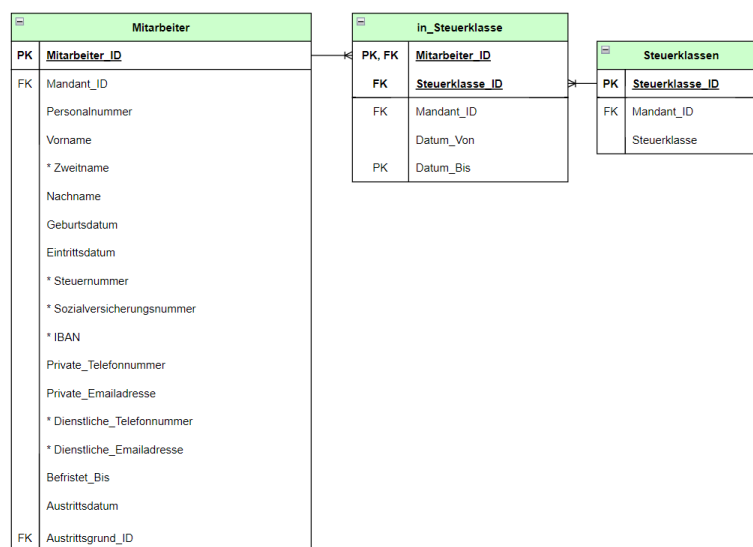 Mitarbeiter
PK Mitarbeiter_ID
FK Mandant_ID
Personalnummer
Vorname
* Zweitname
Nachname
Geburtsdatum
Eintrittsdatum
* Steuernummer
* Sozialversicherungsnummer
* IBAN
Private_Telefonnummer
Private_Emailadresse
* Dienstliche_Telefonnummer
* Dienstliche_Emailadresse
Befristet_Bis
Austrittsdatum
FK Austrittsgrund_ID
in_Steuerklasse
PK, FK Mitarbeiter_ID
FK Steuerklasse_ID
FK Mandant_ID
Datum_Von
PK Datum_Bis
Steuerklassen
PK Steuerklasse_ID
FK Mandant_ID
Steuerklasse